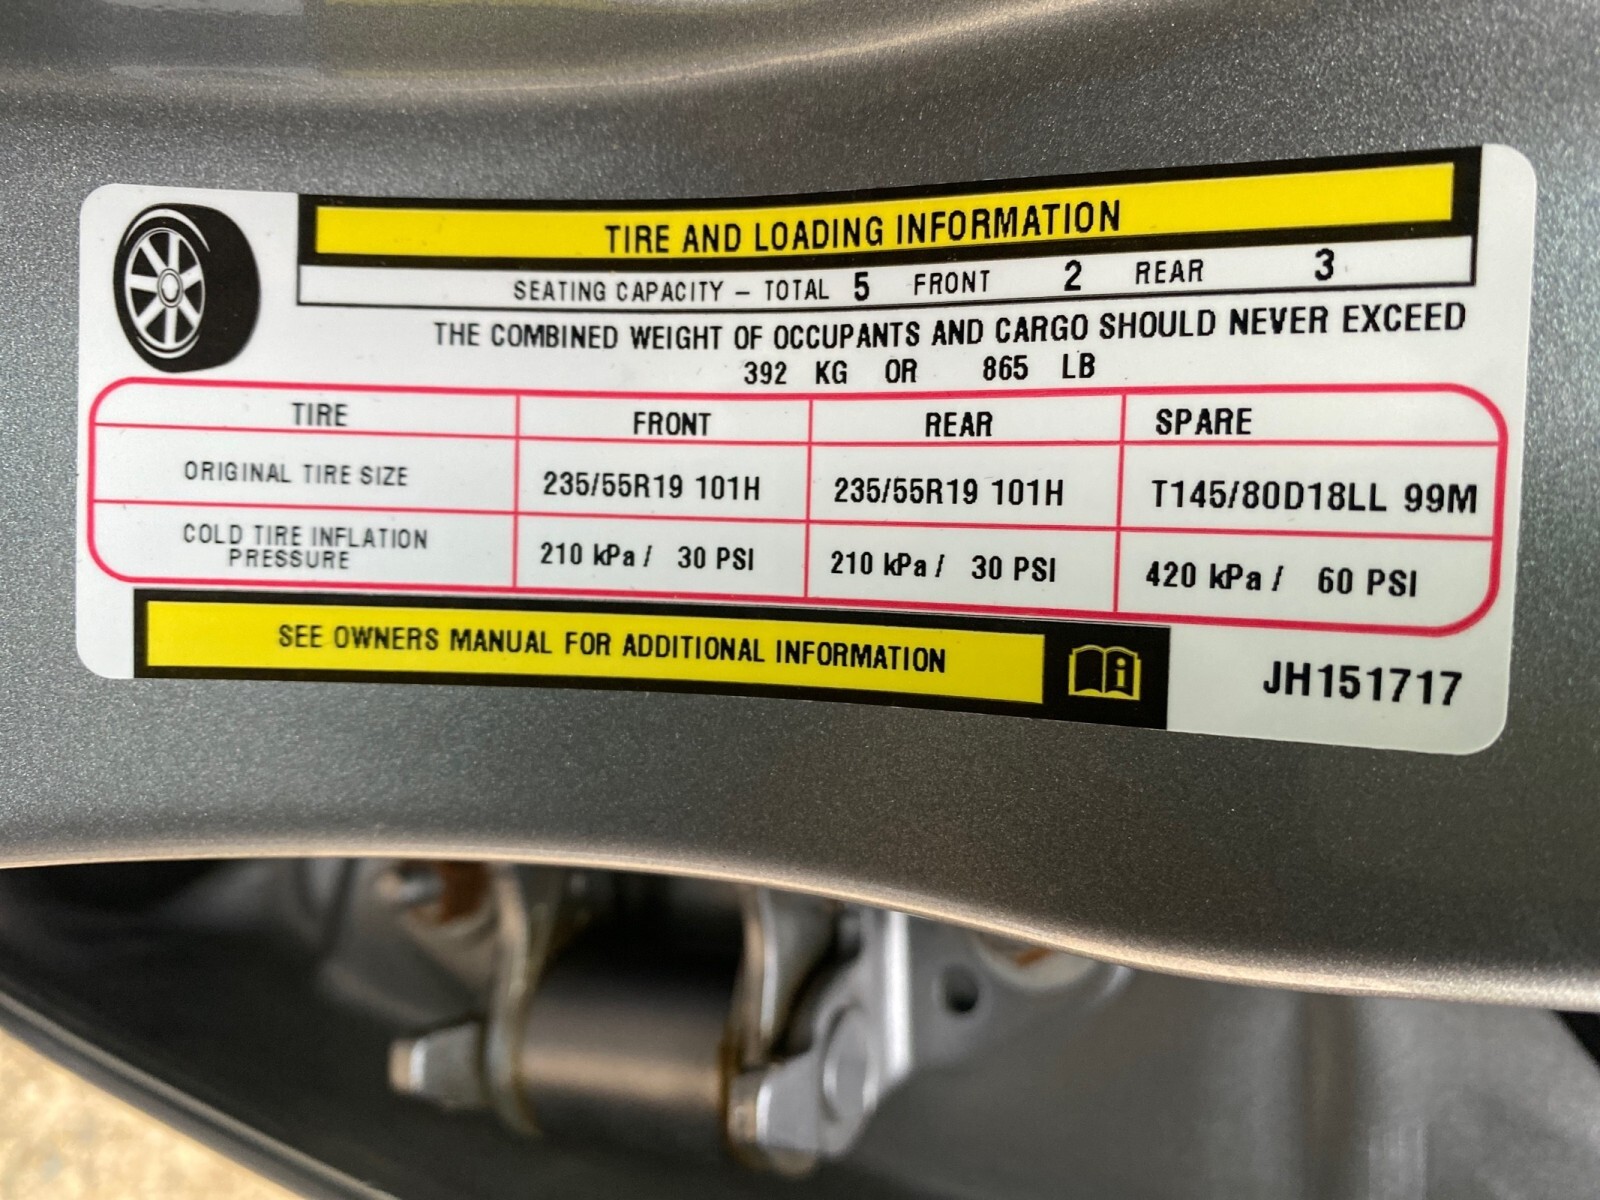 TIRE AND LOADING INFORMATION
SEATING CAPACITY – TOTAL 5 FRONT 2 REAR 3
THE COMBINED WEIGHT OF OCCUPANTS AND CARGO SHOULD NEVER EXCEED
392 KG OR 865 LB
TIRE FRONT REAR SPARE
ORIGINAL TIRE SIZE 235/55R19 101H 235/55R19 101H T145/80D18LL 99M
COLD TIRE INFLATION
PRESSURE 210 kPa / 30 PSI 210 kPa / 30 PSI 420 kPa / 60 PSI
SEE OWNERS MANUAL FOR ADDITIONAL INFORMATION i
JH151717